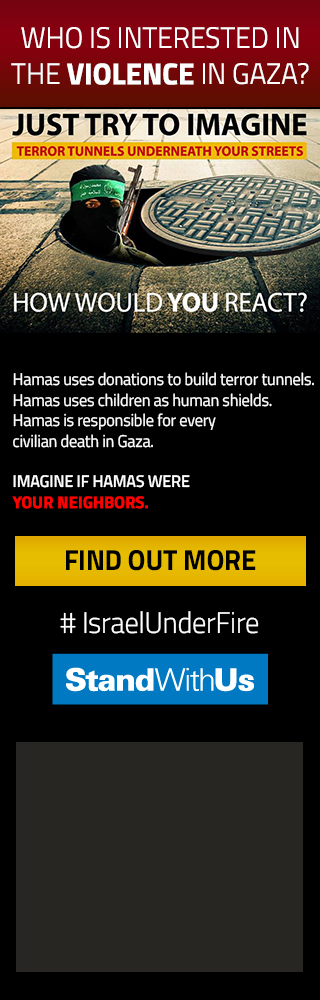 WHO IS INTERESTED IN
THE VIOLENCE IN GAZA?
JUST TRY TO IMAGINE
TERROR TUNNELS UNDERNEATH YOUR STREETS
HOW WOULD YOU REACT?
Hamas uses donations to build terror tunnels.
Hamas uses children as human shields.
Hamas is responsible for every
civilian death in Gaza.
IMAGINE IF HAMAS WERE
YOUR NEIGHBORS.
FIND OUT MORE
# IsraelUnderFire
StandWithUs